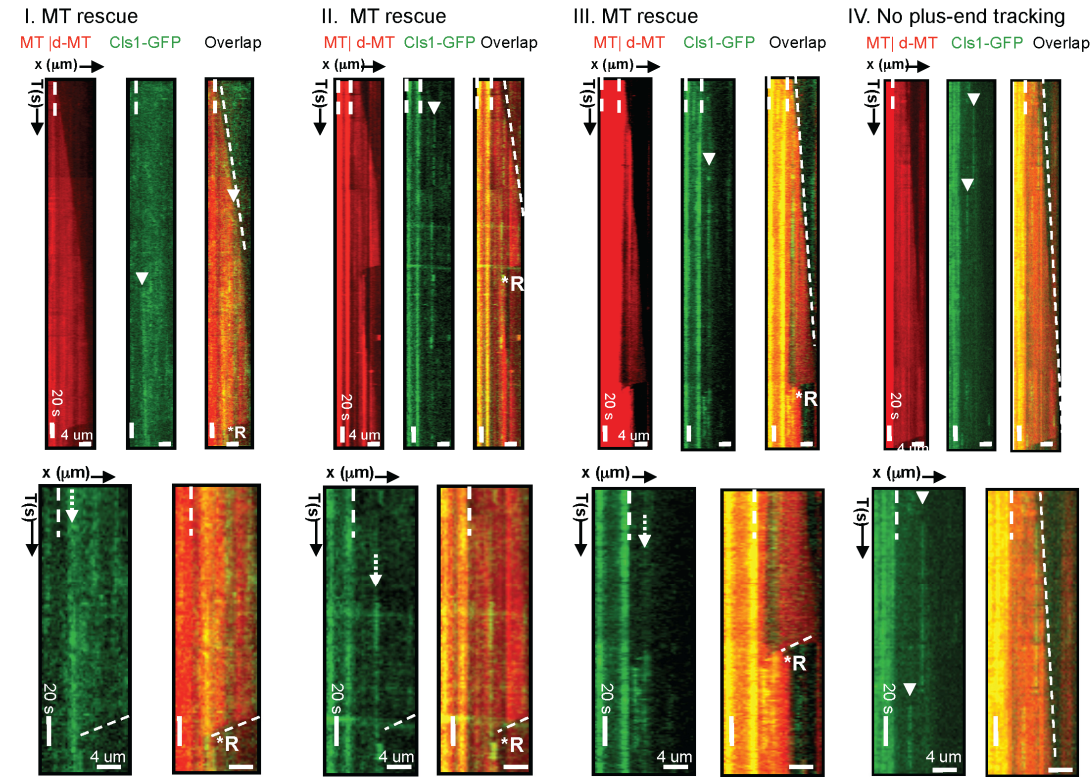 I. MT rescue
II. MT rescue
III. MT rescue
IV. No plus-end tracking
MT |d-MT Cls1-GFP Overlap
MT| d-MT Cls1-GFP Overlap
MT| d-MT Cls1-GFP Overlap
MT| d-MT Cls1-GFP Overlap
x (µm)
x (µm)
x (µm)
x (µm)
T(s)
T(s)
T(s)
T(s)
*R
*R
20 s
20 s
20 s
20 s
4 um
*R
4 um
4 um
4 um
x (µm)
x (µm)
x (µm)
x (µm)
T(s)
T(s)
T(s)
T(s)
*R
20 s
20 s
20 s
20 s
*R
*R
4 um
4 um
4 um
4 um